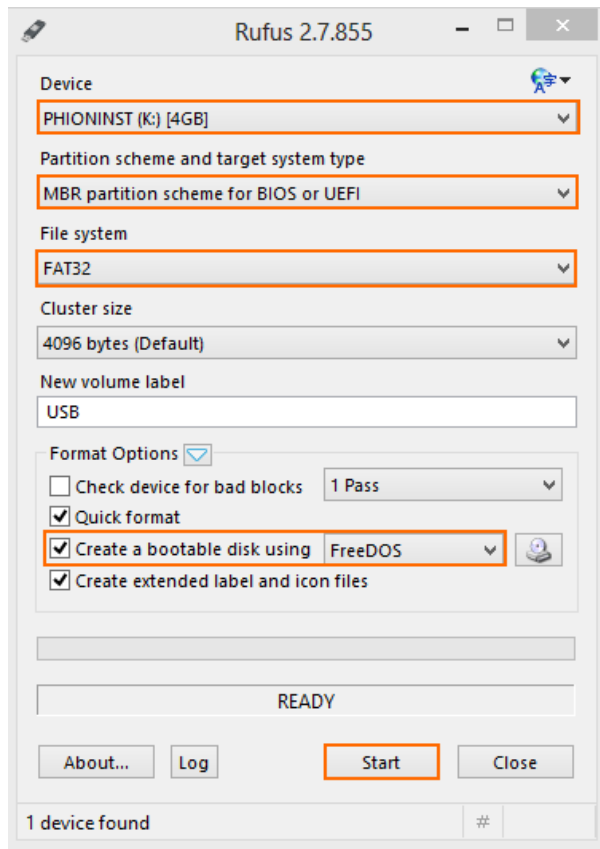 Rufus 2.7.855
Device
PHIONINST (K:) [4GB]
Partition scheme and target system type
MBR partition scheme for BIOS or UEFI
File system
FAT32
Cluster size
4096 bytes (Default)
New volume label
USB
Format Options
Check device for bad blocks 1 Pass
Quick format
Create a bootable disk using FreeDOS
Create extended label and icon files
READY
About... Log Start Close
1 device found #